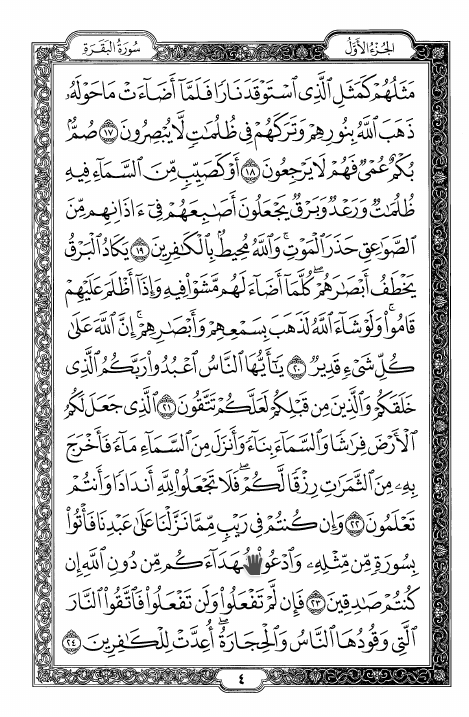 الجزء الأول
سورة البقرة
مَثَلُهُمْ كَمَثَلِ ٱلَّذِى ٱسْتَوْقَدَ نَارًا فَلَمَّآ أَضَآءَتْ مَا حَوْلَهُۥ
ذَهَبَ ٱللَّهُ بِنُورِهِمْ وَتَرَكَهُمْ فِى ظُلُمَٰتٍ لَّا يُبْصِرُونَ ١٧ صُمٌّۢ
بُكْمٌ عُمْىٌ فَهُمْ لَا يَرْجِعُونَ ١٨ أَوْ كَصَيِّبٍ مِّنَ ٱلسَّمَآءِ فِيهِ
ظُلُمَٰتٌ وَرَعْدٌ وَبَرْقٌ يَجْعَلُونَ أَصَٰبِعَهُمْ فِىٓ ءَاذَانِهِم مِّنَ
ٱلصَّوَٰعِقِ حَذَرَ ٱلْمَوْتِ ۚ وَٱللَّهُ مُحِيطٌۢ بِٱلْكَٰفِرِينَ ١٩ يَكَادُ ٱلْبَرْقُ
يَخْطَفُ أَبْصَٰرَهُمْ ۖ كُلَّمَآ أَضَآءَ لَهُم مَّشَوْا۟ فِيهِ وَإِذَآ أَظْلَمَ عَلَيْهِمْ
قَامُوا۟ ۚ وَلَوْ شَآءَ ٱللَّهُ لَذَهَبَ بِسَمْعِهِمْ وَأَبْصَٰرِهِمْ ۚ إِنَّ ٱللَّهَ عَلَىٰ
كُلِّ شَىْءٍ قَدِيرٌ ٢٠ يَٰٓأَيُّهَا ٱلنَّاسُ ٱعْبُدُوا۟ رَبَّكُمُ ٱلَّذِى
خَلَقَكُمْ وَٱلَّذِينَ مِن قَبْلِكُمْ لَعَلَّكُمْ تَتَّقُونَ ٢١ ٱلَّذِى جَعَلَ لَكُمُ
ٱلْأَرْضَ فِرَٰشًا وَٱلسَّمَآءَ بِنَآءً وَأَنزَلَ مِنَ ٱلسَّمَآءِ مَآءً فَأَخْرَجَ
بِهِۦ مِنَ ٱلثَّمَرَٰتِ رِزْقًا لَّكُمْ ۖ فَلَا تَجْعَلُوا۟ لِلَّهِ أَندَادًا وَأَنتُمْ
تَعْلَمُونَ ٢٢ وَإِن كُنتُمْ فِى رَيْبٍ مِّمَّا نَزَّلْنَا عَلَىٰ عَبْدِنَا فَأْتُوا۟
بِسُورَةٍ مِّن مِّثْلِهِۦ وَٱدْعُوا۟ شُهَدَآءَكُم مِّن دُونِ ٱللَّهِ إِن
كُنتُمْ صَٰدِقِينَ ٢٣ فَإِن لَّمْ تَفْعَلُوا۟ وَلَن تَفْعَلُوا۟ فَٱتَّقُوا۟ ٱلنَّارَ
ٱلَّتِى وَقُودُهَا ٱلنَّاسُ وَٱلْحِجَارَةُ ۖ أُعِدَّتْ لِلْكَٰفِرِينَ ٢٤
٤